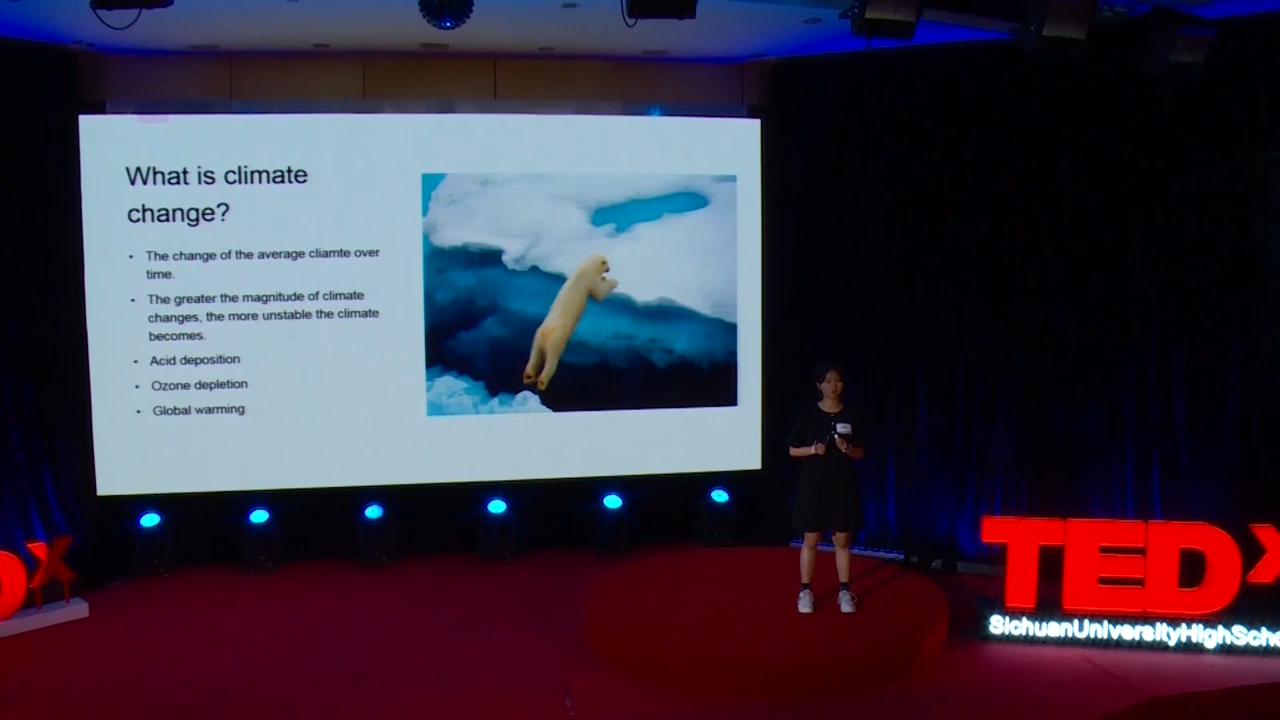 What is climate
change?
• The change of the average cliamte over
time.
• The greater the magnitude of climate
changes, the more unstable the climate
becomes.
• Acid deposition
• Ozone depletion
• Global warming
Dx
TEDx
SichuanUniversityHighScho